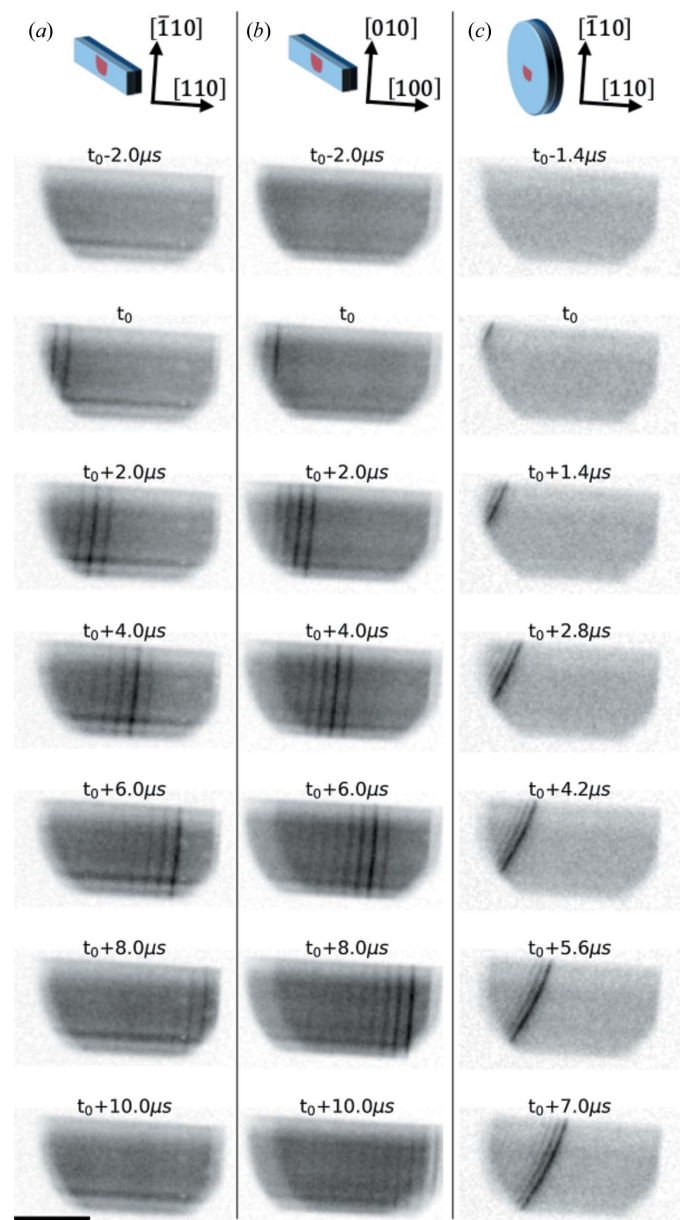 (a) [1̅10] [110]
(b) [010] [100]
(c) [1̅10] [110]
t₀-2.0μs t₀-2.0μs t₀-1.4μs
t₀ t₀ t₀
t₀+2.0μs t₀+2.0μs t₀+1.4μs
t₀+4.0μs t₀+4.0μs t₀+2.8μs
t₀+6.0μs t₀+6.0μs t₀+4.2μs
t₀+8.0μs t₀+8.0μs t₀+5.6μs
t₀+10.0μs t₀+10.0μs t₀+7.0μs